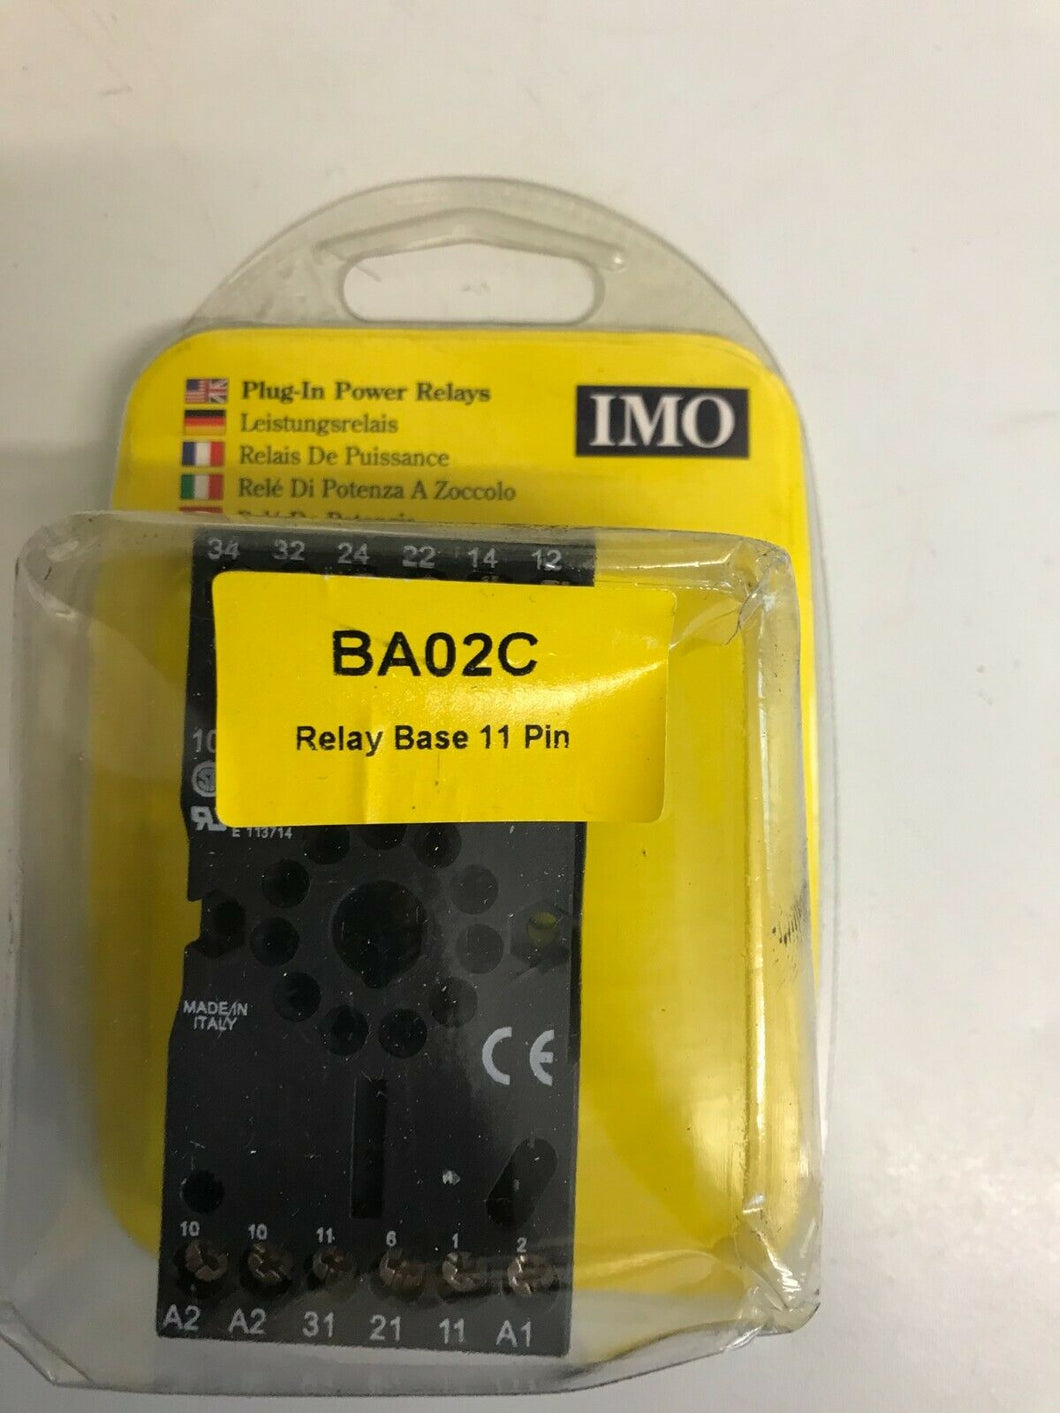 Plug-In Power Relays
IMO
Leistungsrelais
Relais De Puissance
Relé Di Potenza A Zoccolo
34 32 24 22 14 12
BA02C
Relay Base 11 Pin
10
E 113714
MADE IN
ITALY
CE
10 10 11 6 1 2
A2 A2 31 21 11 A1